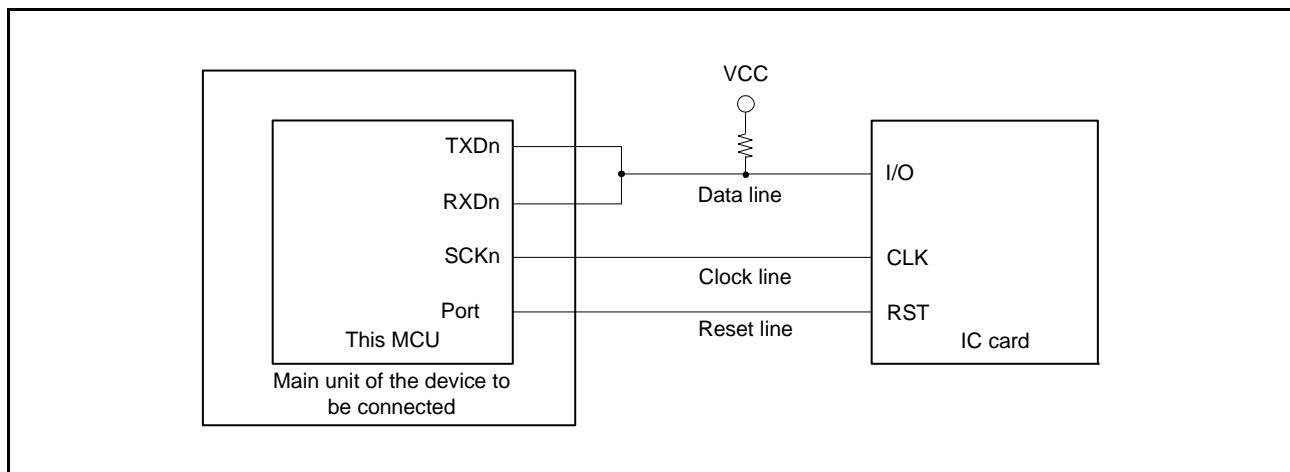 VCC
TXDn
I/O
RXDn
Data line
SCKn
CLK
Clock line
Port
RST
Reset line
This MCU
IC card
Main unit of the device to
be connected